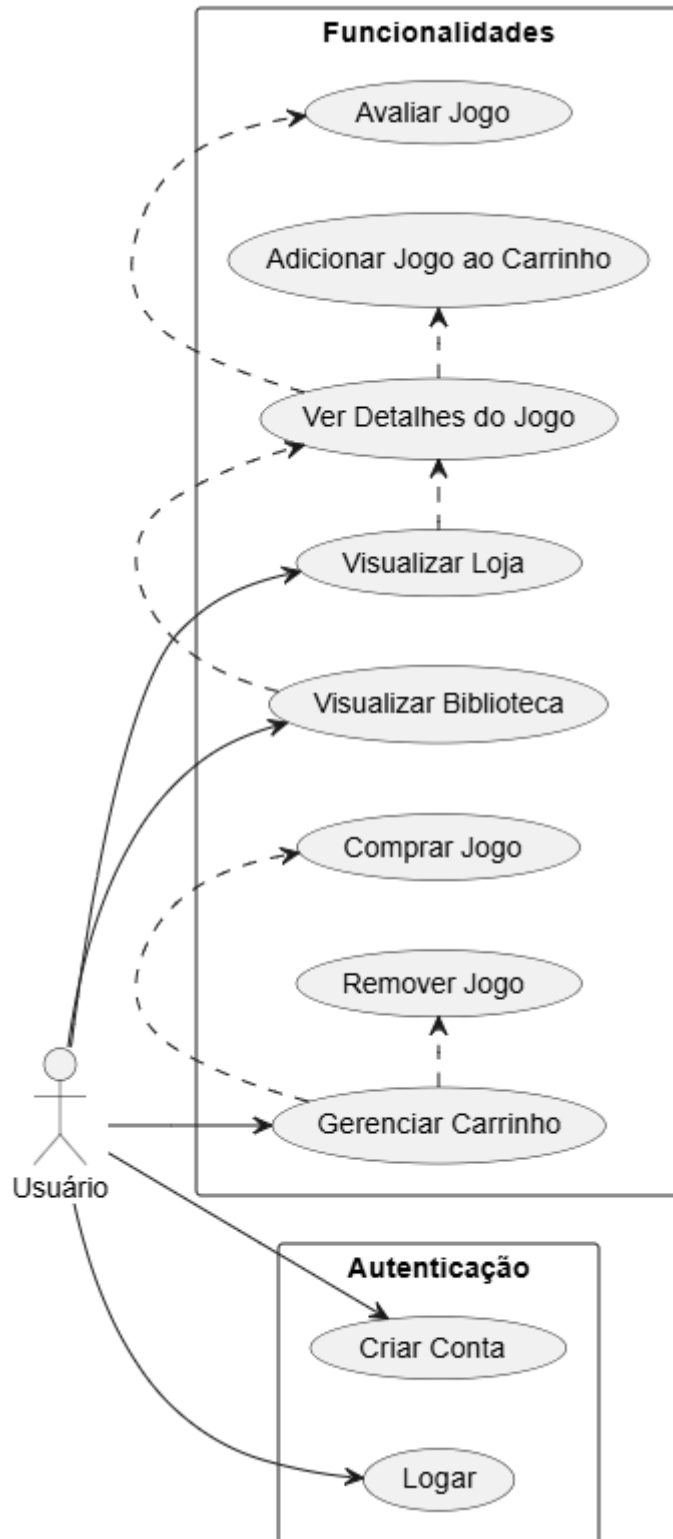 Funcionalidades
Avaliar Jogo
Adicionar Jogo ao Carrinho
Ver Detalhes do Jogo
Visualizar Loja
Visualizar Biblioteca
Comprar Jogo
Remover Jogo
Gerenciar Carrinho
Usuário
Autenticação
Criar Conta
Logar